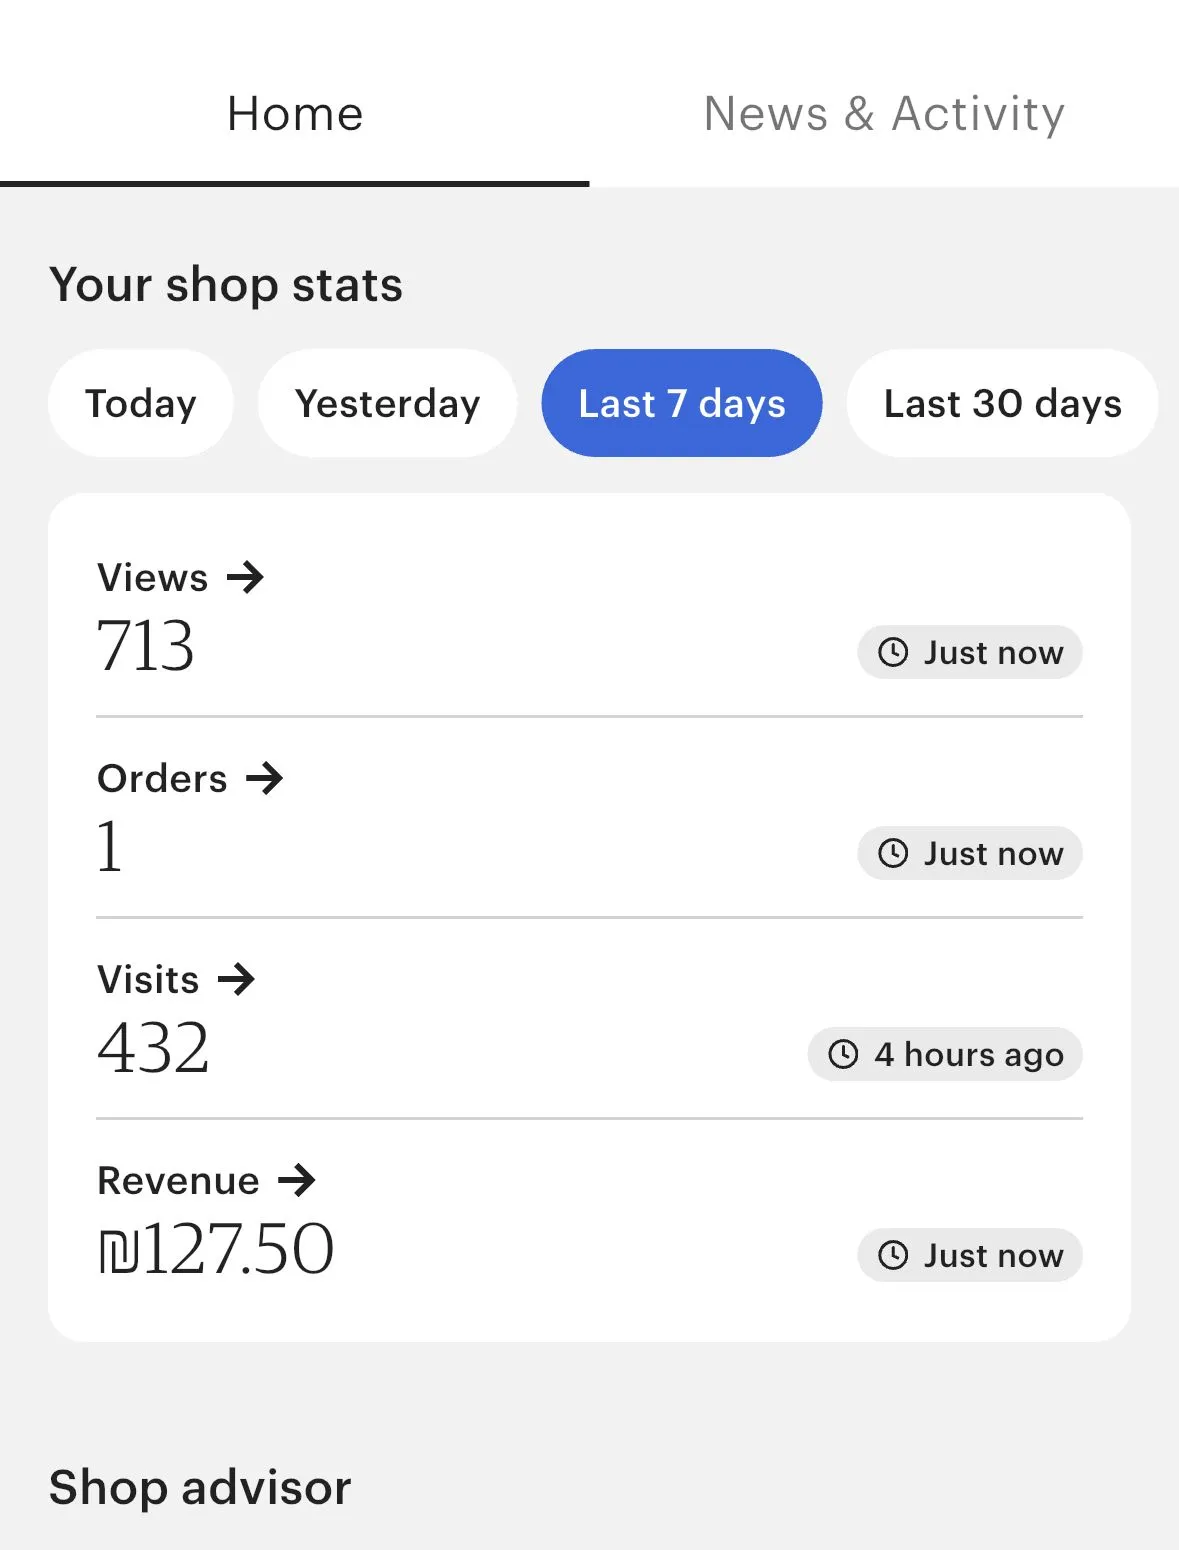 Home
News & Activity
Your shop stats
Today
Yesterday
Last 7 days
Last 30 days
Views →
713
Just now
Orders →
1
Just now
Visits →
432
4 hours ago
Revenue →
₪127.50
Just now
Shop advisor